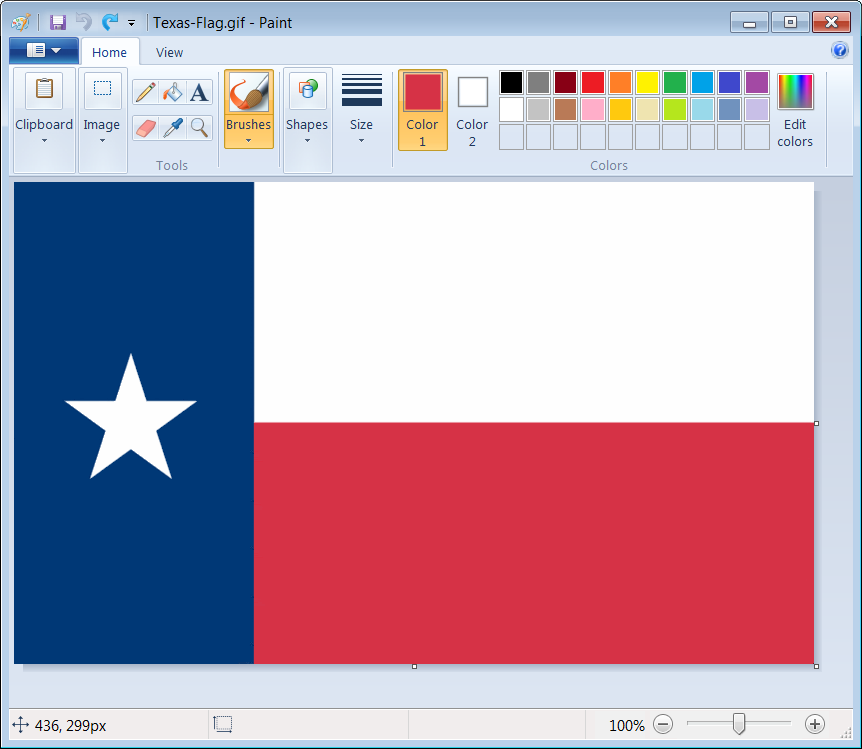 Texas-Flag.gif - Paint
Home View
Clipboard Image A Brushes Shapes Size Color 1 Color 2 Edit colors
Tools Colors
436, 299px 100%